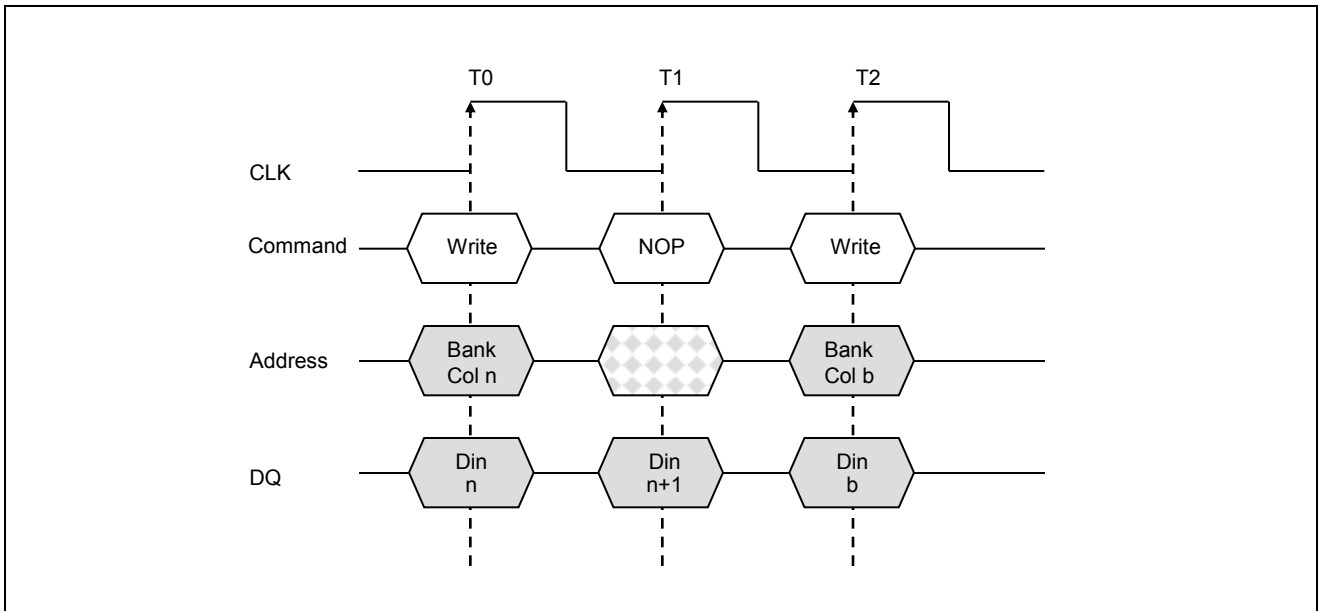 T0 T1 T2
CLK
Command Write NOP Write
Address Bank Bank
Col n Col b
DQ Din Din Din
n n+1 b